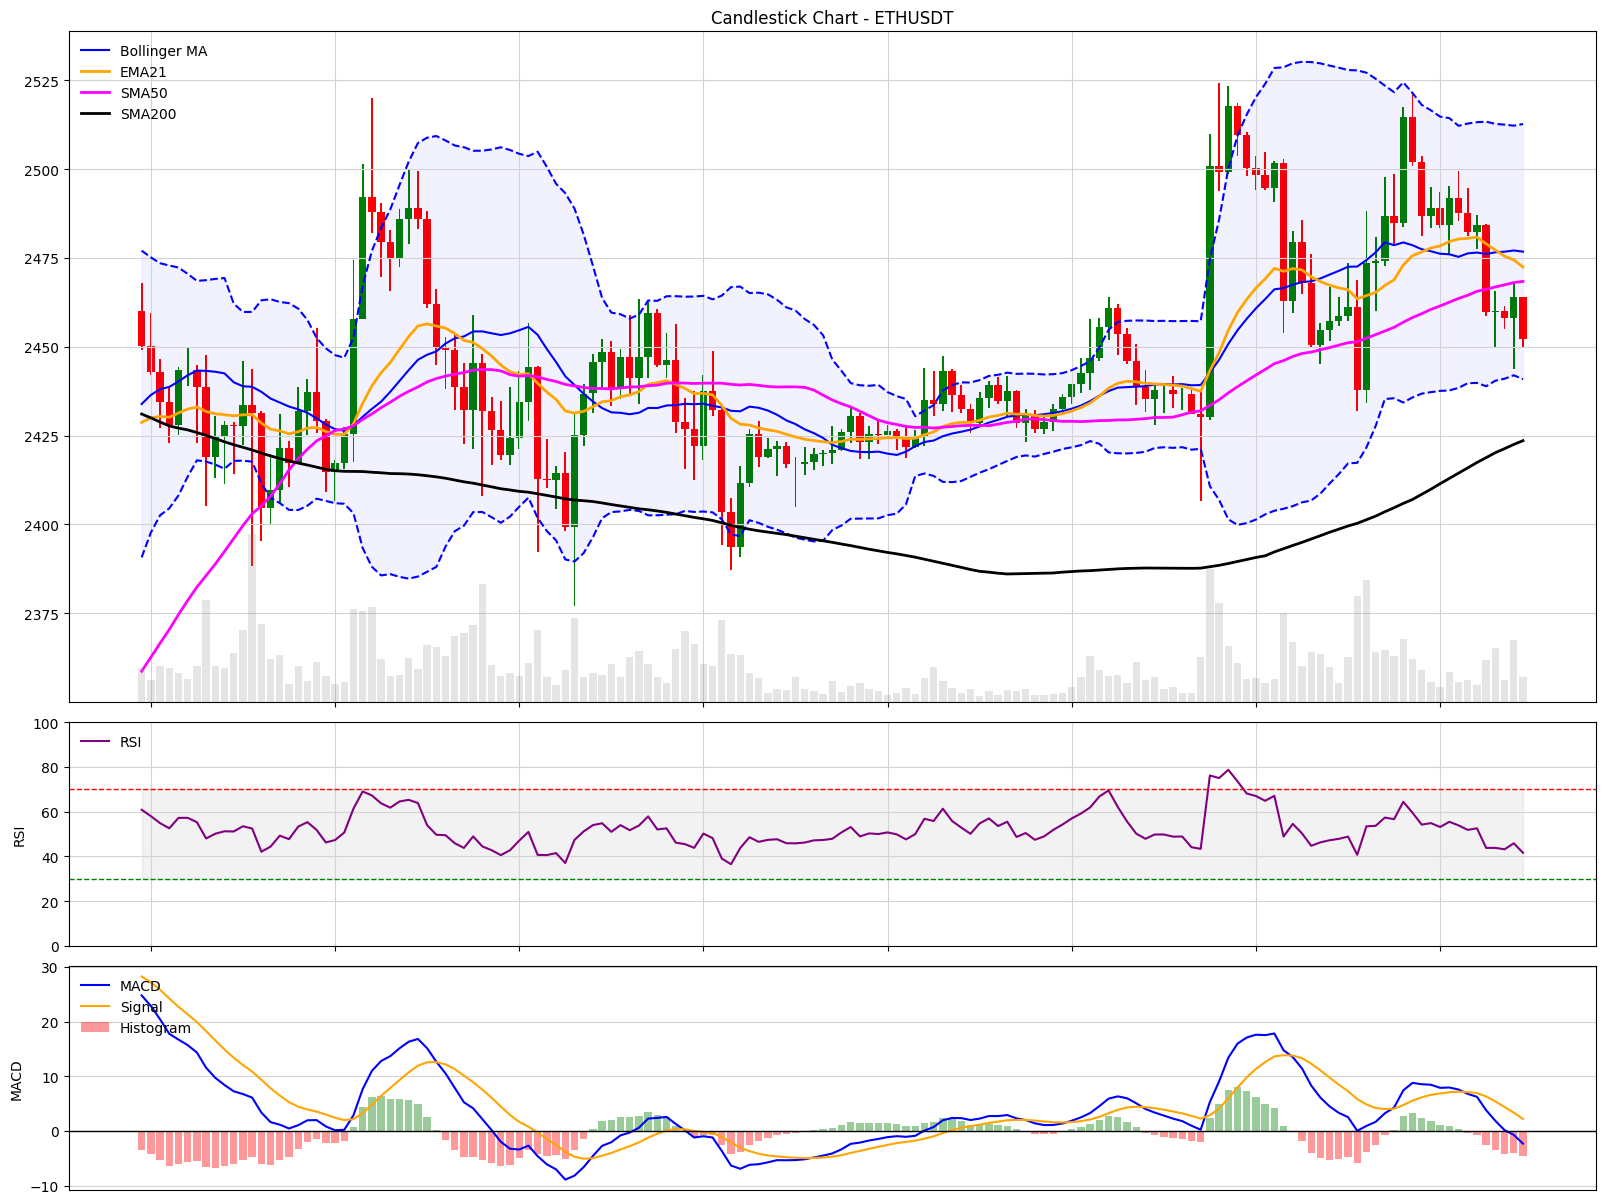 Candlestick Chart - ETHUSDT
Bollinger MA
EMA21
SMA50
SMA200
2525
2500
2475
2450
2425
2400
2375
RSI
RSI
100
80
60
40
20
0
MACD
Signal
Histogram
MACD
30
20
10
0
−10